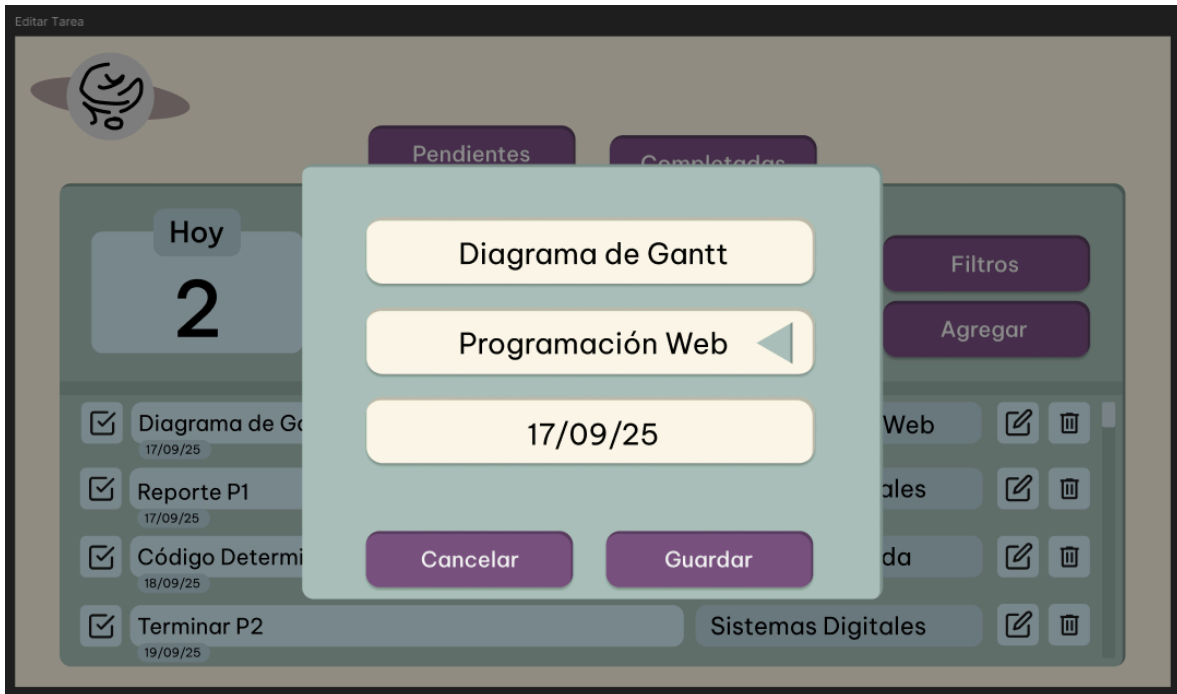 Editar Tarea
Pendientes
Completadas
Hoy
2
Filtros
Agregar
Diagrama de Gantt
Programación Web
17/09/25
Cancelar
Guardar
Diagrama de Ga
Web
17/09/25
Reporte P1
ales
17/09/25
Código Determi
da
18/09/25
Terminar P2
Sistemas Digitales
19/09/25